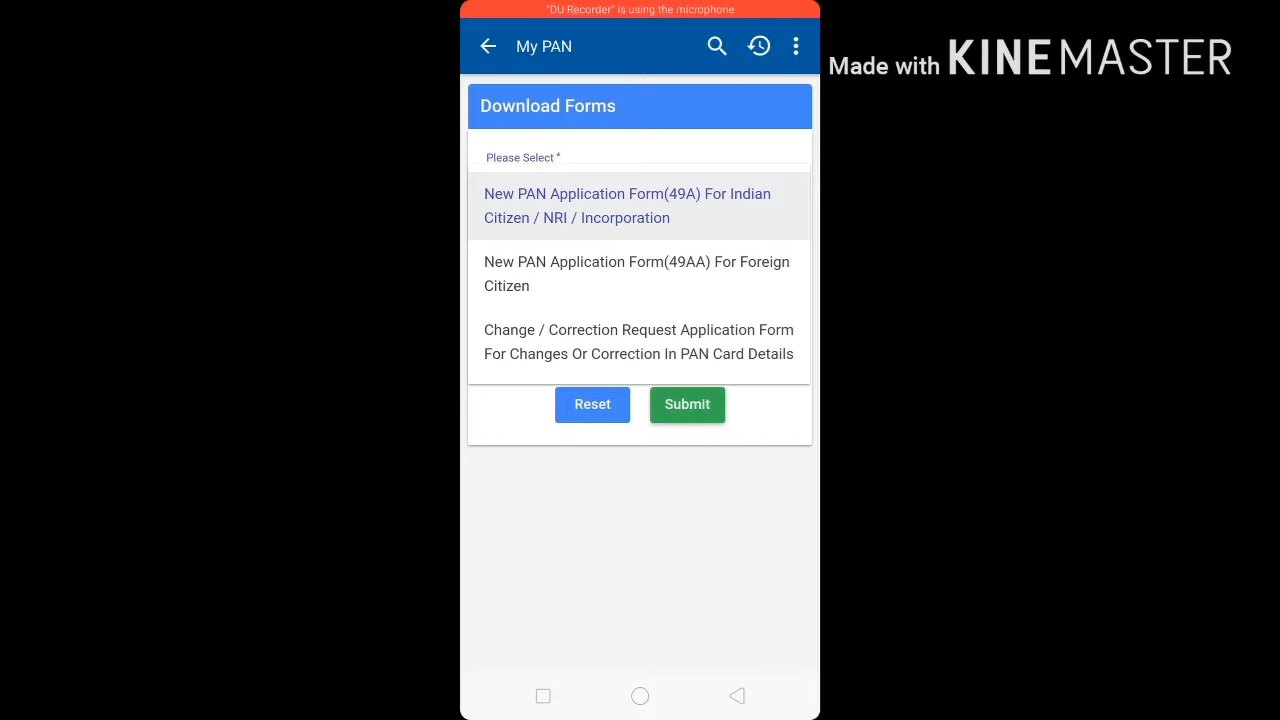 "DU Recorder" is using the microphone
My PAN
Made with KINEMASTER
Download Forms
Please Select *
New PAN Application Form(49A) For Indian
Citizen / NRI / Incorporation
New PAN Application Form(49AA) For Foreign
Citizen
Change / Correction Request Application Form
For Changes Or Correction In PAN Card Details
Reset Submit